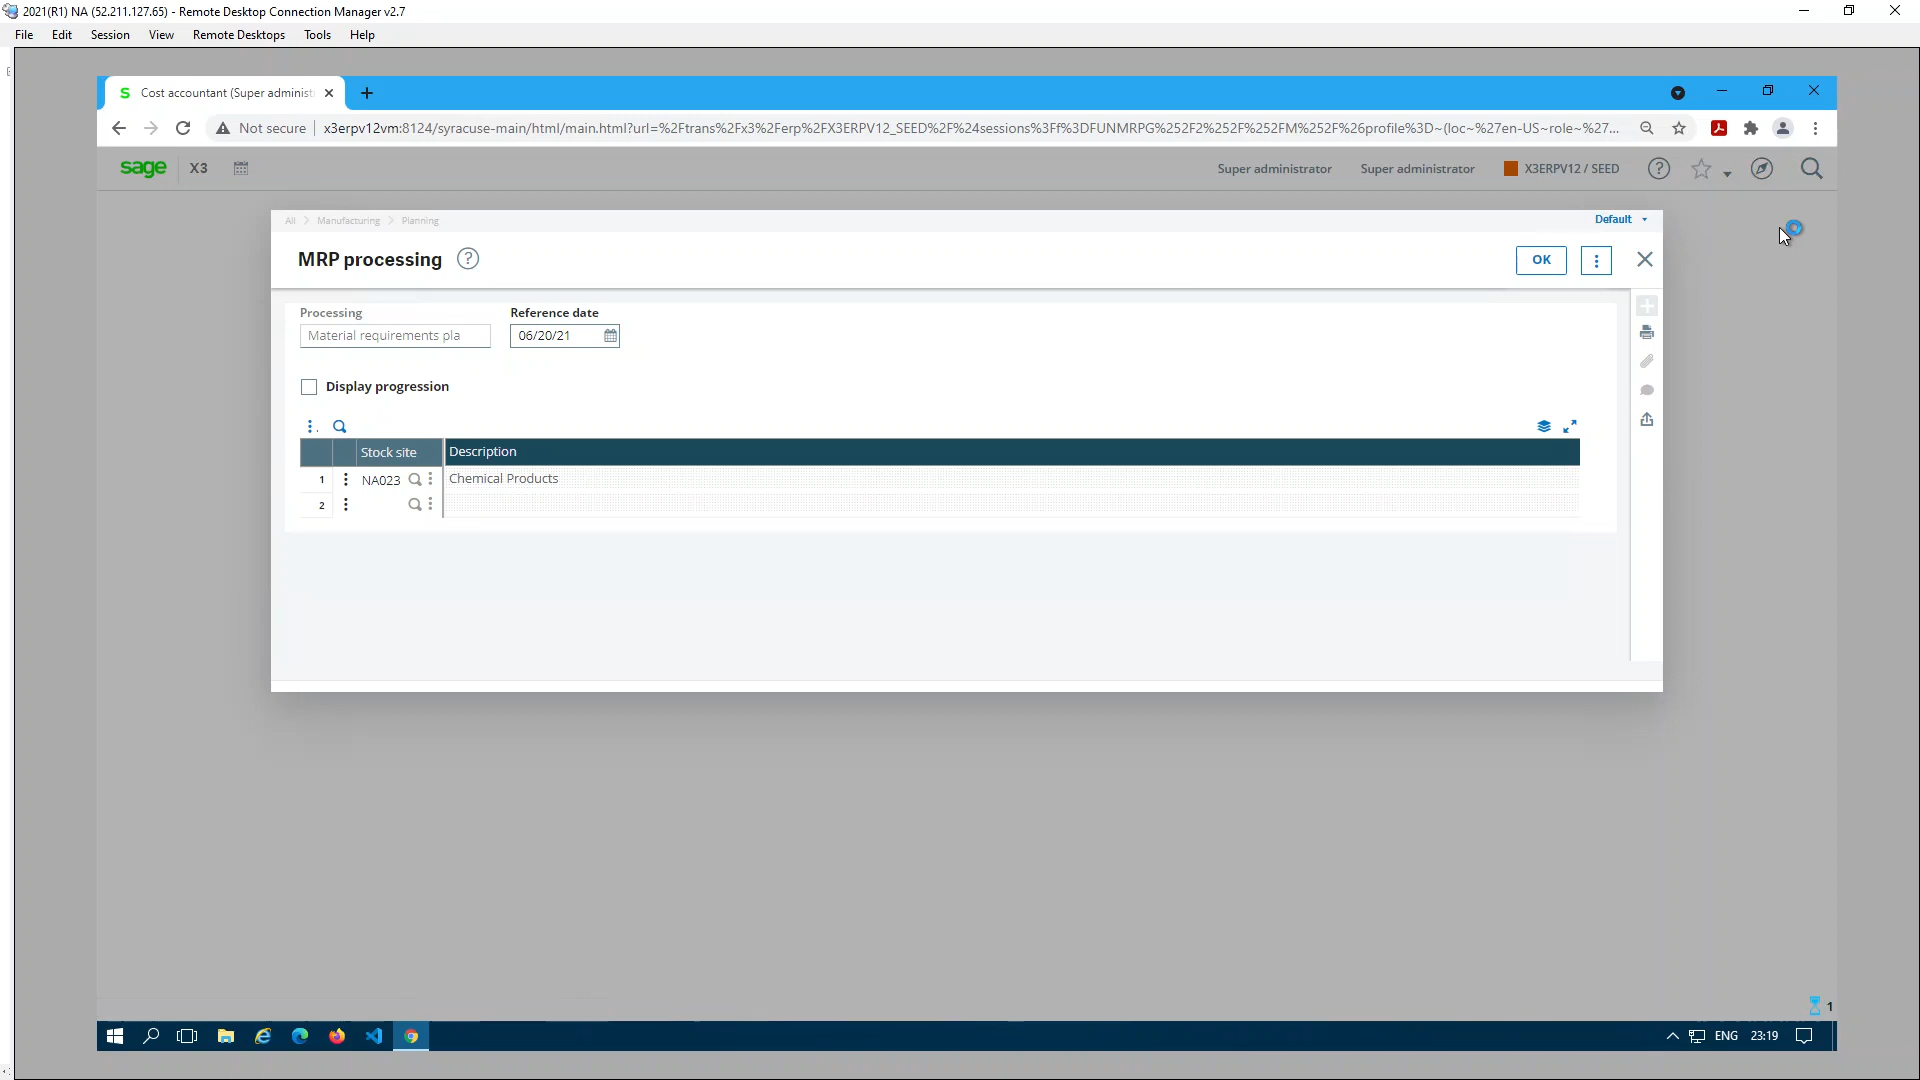 2021(R1) NA (52.211.127.65) - Remote Desktop Connection Manager v2.7
File Edit Session View Remote Desktops Tools Help
S Cost accountant (Super administ
Not secure x3erpv12vm:8124/syracuse-main/html/main.html?url=%2Ftrans%2Fx3%2Ferp%2FX3ERPV12_SEED%2F%24sessions%3Ff%3DFUNMRPG%252F2%252F%252FM%252F%26profile%3D~(loc~%27en-US~role~%27...
sage X3 Super administrator Super administrator X3ERPV12 / SEED
All Manufacturing Planning Default
MRP processing ? OK
Processing Reference date
Material requirements pla 06/20/21
Display progression
Stock site Description
1 NA023 Chemical Products
2
1
ENG 23:19